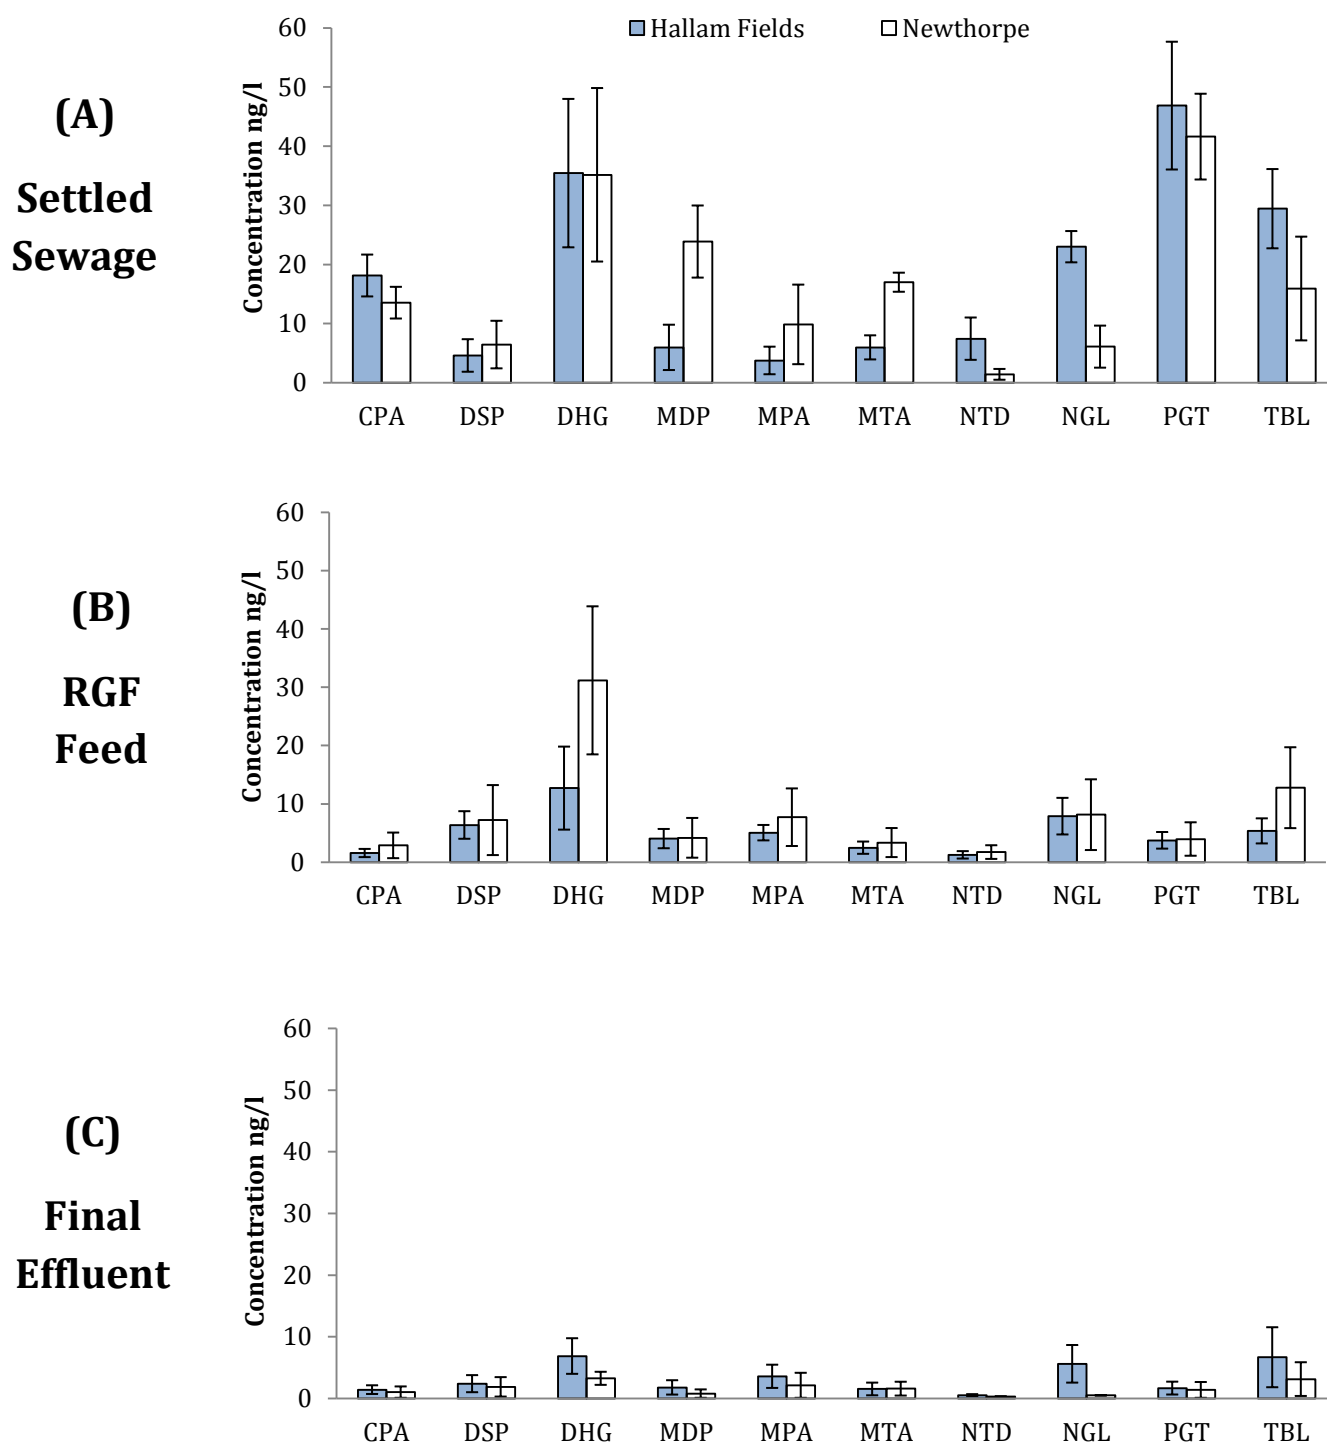 Hallam Fields Newthorpe
(A)
Settled
Sewage
Concentration ng/l
60
50
40
30
20
10
0
CPA DSP DHG MDP MPA MTA NTD NGL PGT TBL
(B)
RGF
Feed
Concentration ng/l
60
50
40
30
20
10
0
CPA DSP DHG MDP MPA MTA NTD NGL PGT TBL
(C)
Final
Effluent
Concentration ng/l
60
50
40
30
20
10
0
CPA DSP DHG MDP MPA MTA NTD NGL PGT TBL